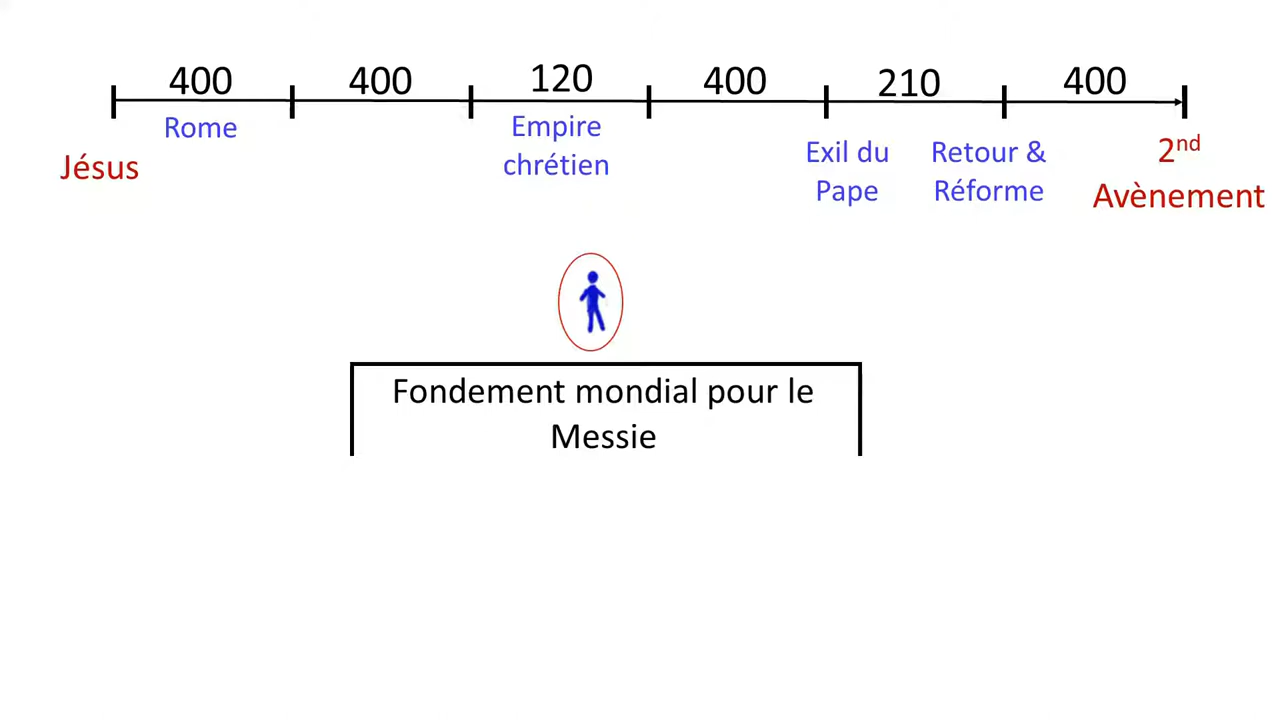 400 400 120 400 210 400
Rome
Empire
chrétien
Jésus
Exil du
Pape
Retour &
Réforme
2nd
Avènement
Fondement mondial pour le
Messie